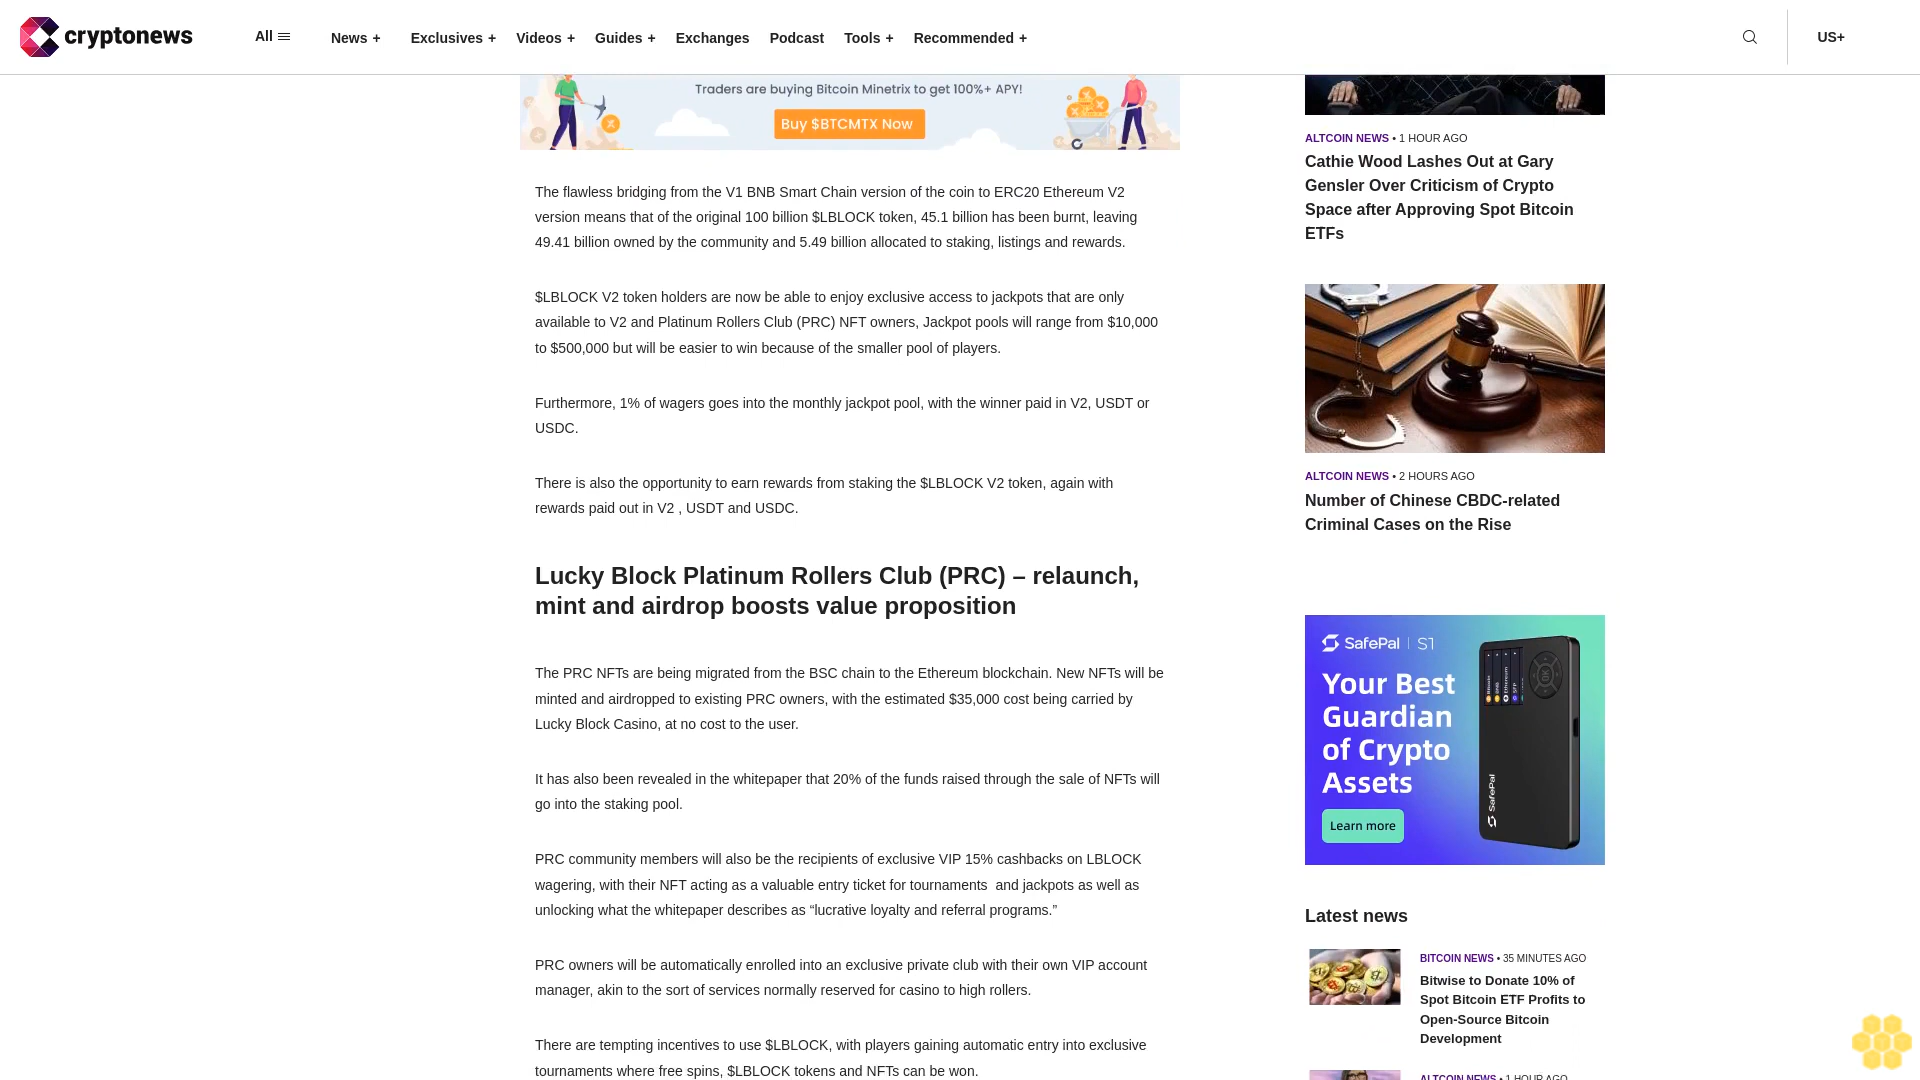 cryptonews
All
News +
Exclusives +
Videos +
Guides +
Exchanges
Podcast
Tools +
Recommended +
US+
Traders are buying Bitcoin Minetrix to get 100%+ APY!
Buy $BTCMTX Now
The flawless bridging from the V1 BNB Smart Chain version of the coin to ERC20 Ethereum V2
version means that of the original 100 billion $LBLOCK token, 45.1 billion has been burnt, leaving
49.41 billion owned by the community and 5.49 billion allocated to staking, listings and rewards.
$LBLOCK V2 token holders are now be able to enjoy exclusive access to jackpots that are only
available to V2 and Platinum Rollers Club (PRC) NFT owners, Jackpot pools will range from $10,000
to $500,000 but will be easier to win because of the smaller pool of players.
Furthermore, 1% of wagers goes into the monthly jackpot pool, with the winner paid in V2, USDT or
USDC.
There is also the opportunity to earn rewards from staking the $LBLOCK V2 token, again with
rewards paid out in V2 , USDT and USDC.
Lucky Block Platinum Rollers Club (PRC) – relaunch,
mint and airdrop boosts value proposition
The PRC NFTs are being migrated from the BSC chain to the Ethereum blockchain. New NFTs will be
minted and airdropped to existing PRC owners, with the estimated $35,000 cost being carried by
Lucky Block Casino, at no cost to the user.
It has also been revealed in the whitepaper that 20% of the funds raised through the sale of NFTs will
go into the staking pool.
PRC community members will also be the recipients of exclusive VIP 15% cashbacks on LBLOCK
wagering, with their NFT acting as a valuable entry ticket for tournaments  and jackpots as well as
unlocking what the whitepaper describes as “lucrative loyalty and referral programs.”
PRC owners will be automatically enrolled into an exclusive private club with their own VIP account
manager, akin to the sort of services normally reserved for casino to high rollers.
There are tempting incentives to use $LBLOCK, with players gaining automatic entry into exclusive
tournaments where free spins, $LBLOCK tokens and NFTs can be won.
ALTCOIN NEWS • 1 HOUR AGO
Cathie Wood Lashes Out at Gary
Gensler Over Criticism of Crypto
Space after Approving Spot Bitcoin
ETFs
ALTCOIN NEWS • 2 HOURS AGO
Number of Chinese CBDC-related
Criminal Cases on the Rise
SafePal | S1
Your Best
Guardian
of Crypto
Assets
Learn more
Bitcoin
BNB
Ethereum
SFP
OK
SafePal
Latest news
BITCOIN NEWS • 35 MINUTES AGO
Bitwise to Donate 10% of
Spot Bitcoin ETF Profits to
Open-Source Bitcoin
Development
ALTCOIN NEWS • 1 HOUR AGO